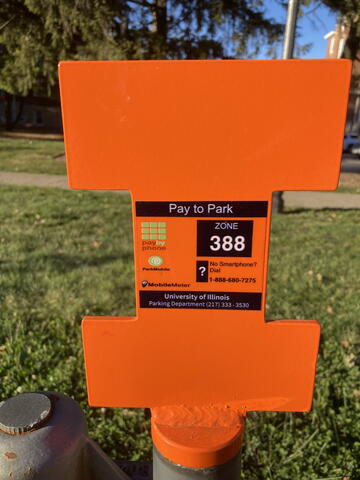 Pay to Park
pay by
phone
ZONE
388
ParkMobile
No Smartphone?
?
Dial
1-888-680-7275
MobileMeter
University of Illinois
Parking Department (217) 333 - 3530